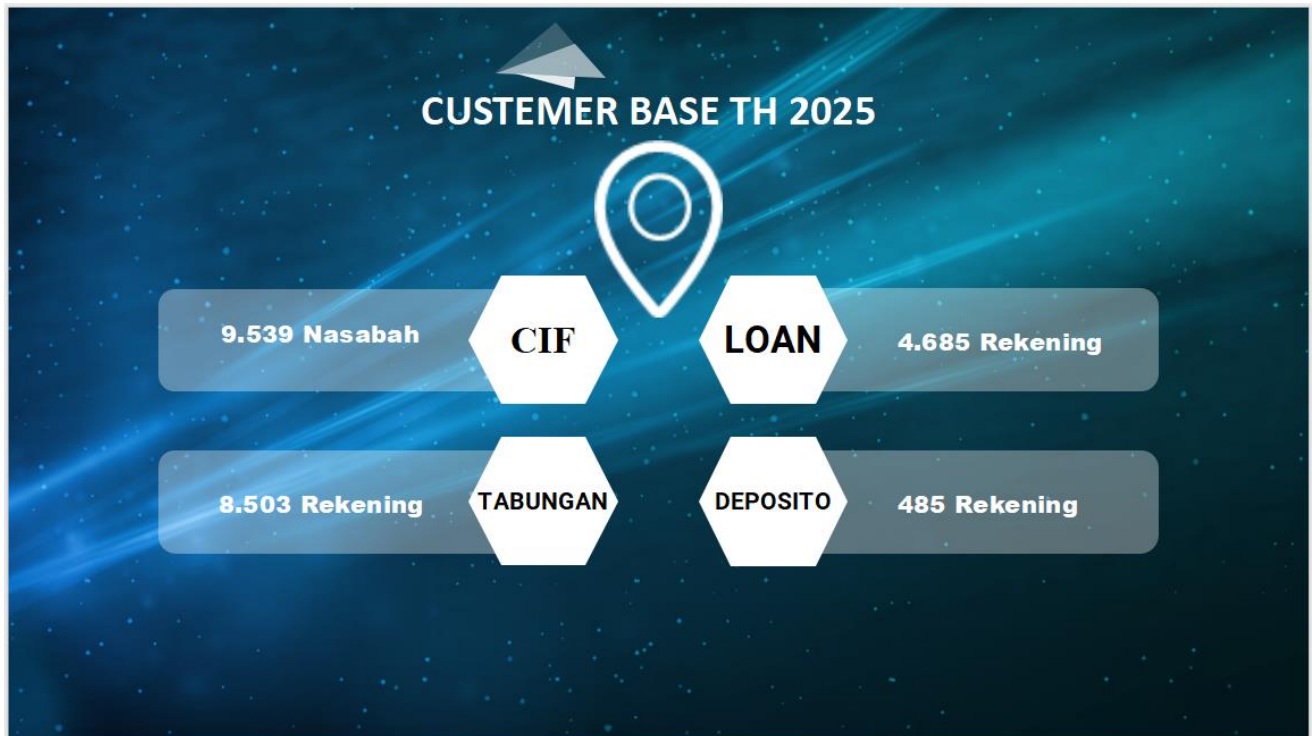 CUSTEMER BASE TH 2025
9.539 Nasabah
CIF
LOAN
4.685 Rekening
8.503 Rekening
TABUNGAN
DEPOSITO
485 Rekening